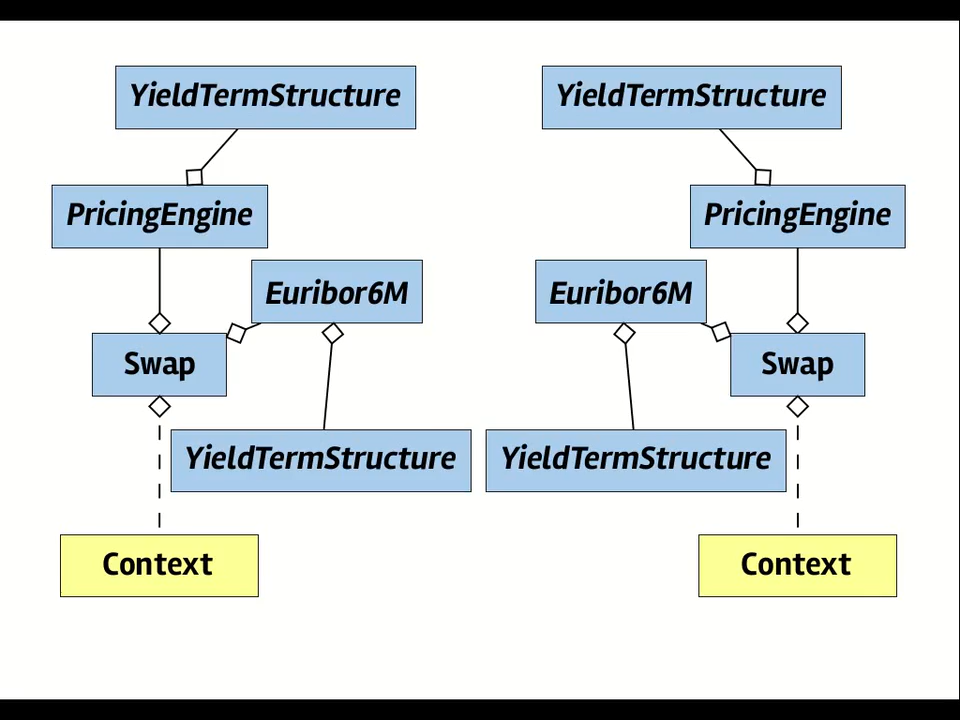 YieldTermStructure
YieldTermStructure
PricingEngine
PricingEngine
Euribor6M
Euribor6M
Swap
Swap
YieldTermStructure
YieldTermStructure
Context
Context